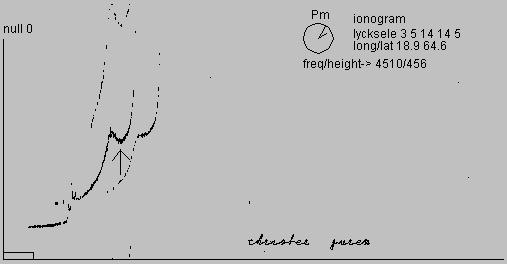 null 0
Pm
ionogram
lycksele 3 5 14 14 5
long/lat 18.9 64.6
freq/height-> 4510/456
christer